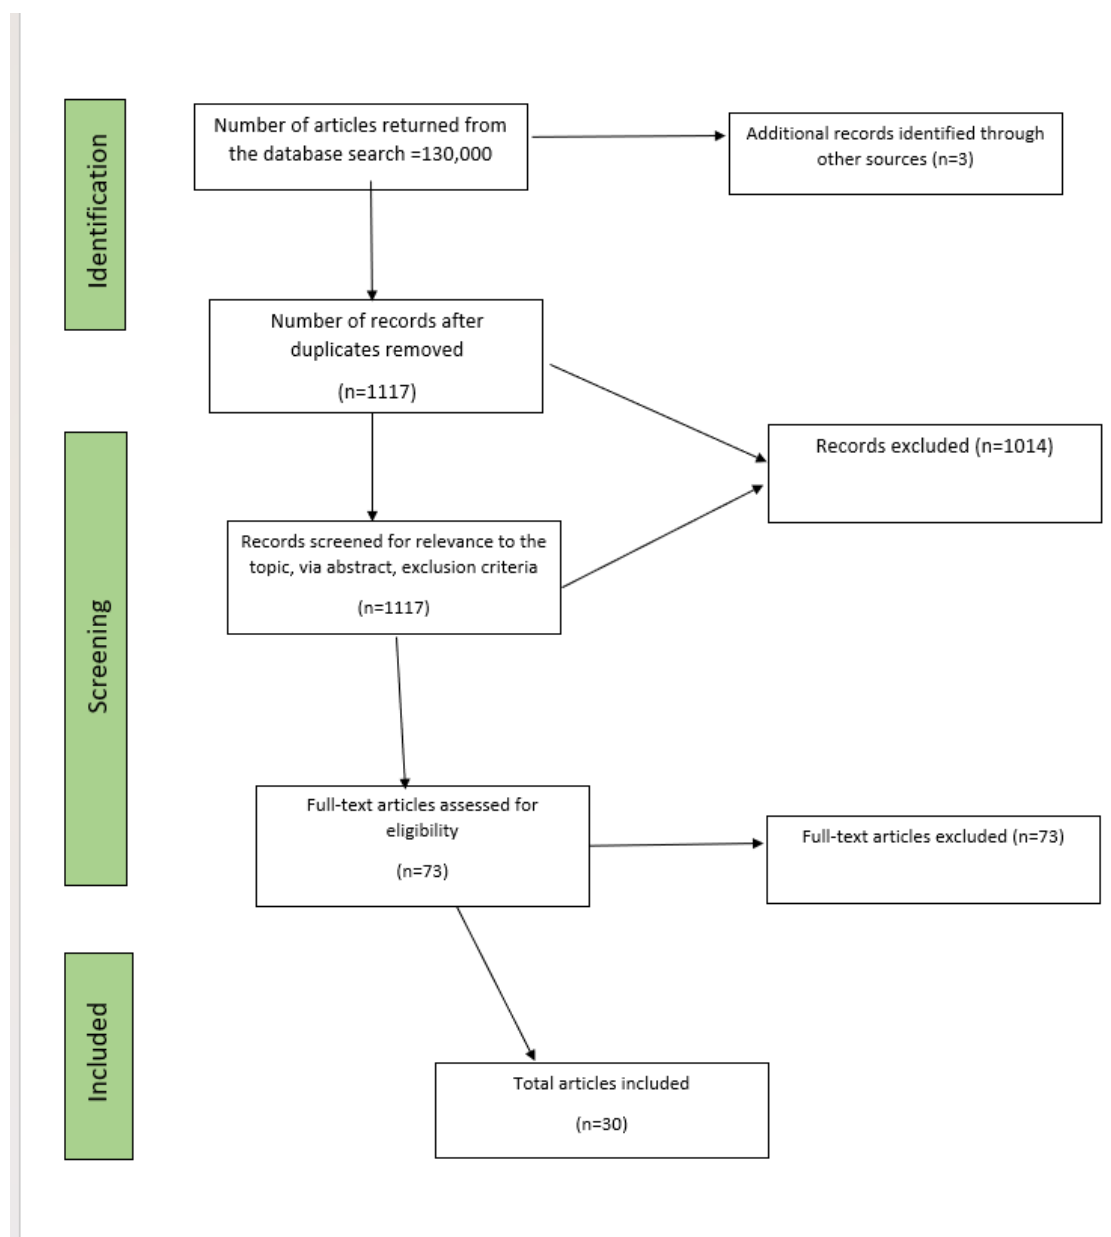 Identification
Number of articles returned from
the database search =130,000
Additional records identified through
other sources (n=3)
Number of records after
duplicates removed
(n=1117)
Records excluded (n=1014)
Screening
Records screened for relevance to the
topic, via abstract, exclusion criteria
(n=1117)
Full-text articles assessed for
eligibility
(n=73)
Full-text articles excluded (n=73)
Included
Total articles included
(n=30)